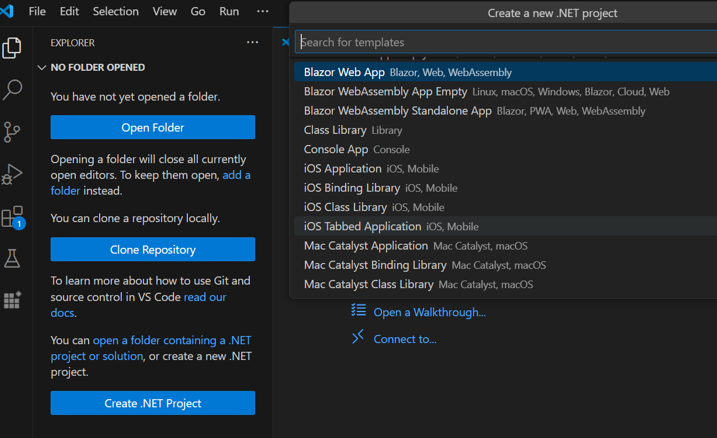 File Edit Selection View Go Run ...
Create a new .NET project
EXPLORER ...
Search for templates
NO FOLDER OPENED
You have not yet opened a folder.
Open Folder
Opening a folder will close all currently
open editors. To keep them open, add a
folder instead.
You can clone a repository locally.
Clone Repository
To learn more about how to use Git and
source control in VS Code read our
docs.
You can open a folder containing a .NET
project or solution, or create a new .NET
project.
Create .NET Project
1
Blazor Web App Blazor, Web, WebAssembly
Blazor WebAssembly App Empty Linux, macOS, Windows, Blazor, Cloud, Web
Blazor WebAssembly Standalone App Blazor, PWA, Web, WebAssembly
Class Library Library
Console App Console
iOS Application iOS, Mobile
iOS Binding Library iOS, Mobile
iOS Class Library iOS, Mobile
iOS Tabbed Application iOS, Mobile
Mac Catalyst Application Mac Catalyst, macOS
Mac Catalyst Binding Library Mac Catalyst, macOS
Mac Catalyst Class Library Mac Catalyst, macOS
Open a Walkthrough...
Connect to...